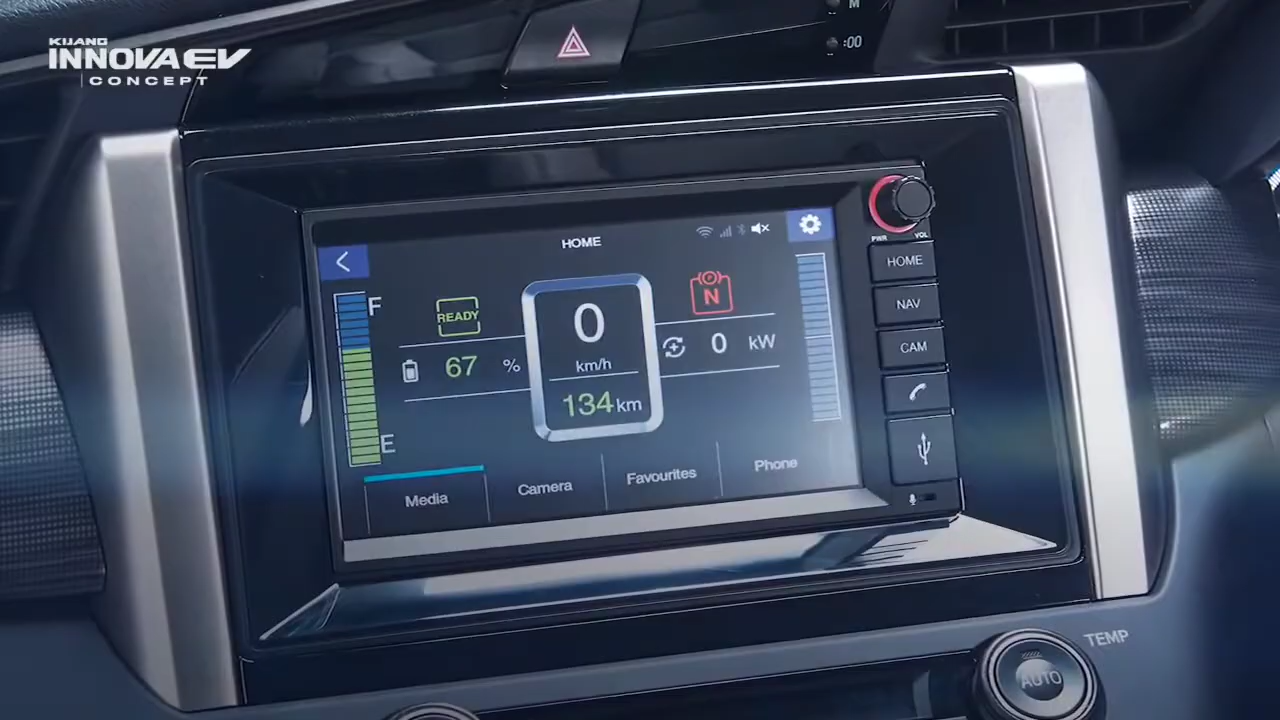 KIJANG
INNOVA EV
CONCEPT
M
:00
HOME
F
READY
67 %
E
0
km/h
134 km
P
N
0 kW
Media
Camera
Favourites
Phone
PWR VOL
HOME
NAV
CAM
TEMP
AUTO